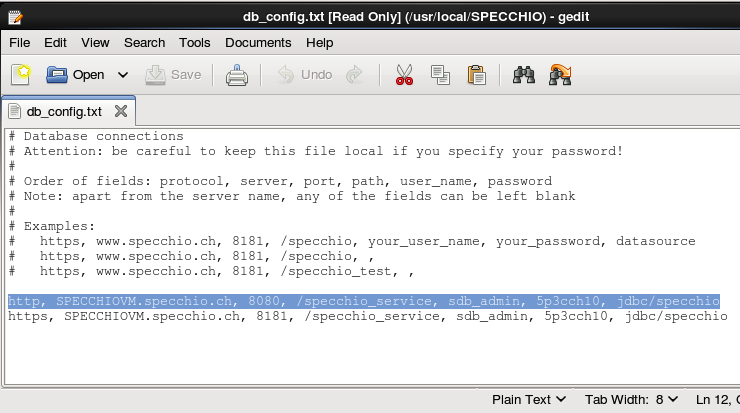 db_config.txt [Read Only] (/usr/local/SPECCHIO) - gedit
File Edit View Search Tools Documents Help
Open Save Undo
db_config.txt
# Database connections
# Attention: be careful to keep this file local if you specify your password!
#
# Order of fields: protocol, server, port, path, user_name, password
# Note: apart from the server name, any of the fields can be left blank
#
# Examples:
#   https, www.specchio.ch, 8181, /specchio, your_user_name, your_password, datasource
#   https, www.specchio.ch, 8181, /specchio, ,
#   https, www.specchio.ch, 8181, /specchio_test, ,
http, SPECCHIOVM.specchio.ch, 8080, /specchio_service, sdb_admin, 5p3cch10, jdbc/specchio
https, SPECCHIOVM.specchio.ch, 8181, /specchio_service, sdb_admin, 5p3cch10, jdbc/specchio
Plain Text Tab Width: 8 Ln 12,